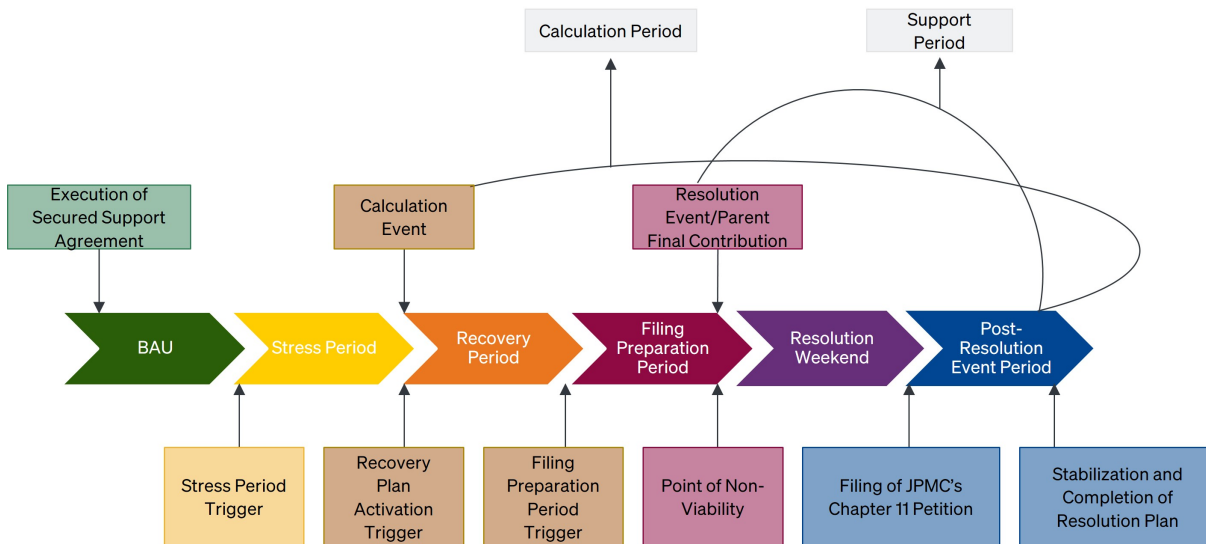 Calculation Period
Support
Period
Execution of
Secured Support
Agreement
Calculation
Event
Resolution
Event/Parent
Final Contribution
BAU
Stress Period
Recovery
Period
Filing
Preparation
Period
Resolution
Weekend
Post-
Resolution
Event Period
Stress Period
Trigger
Recovery
Plan
Activation
Trigger
Filing
Preparation
Period
Trigger
Point of Non-
Viability
Filing of JPMC’s
Chapter 11 Petition
Stabilization and
Completion of
Resolution Plan